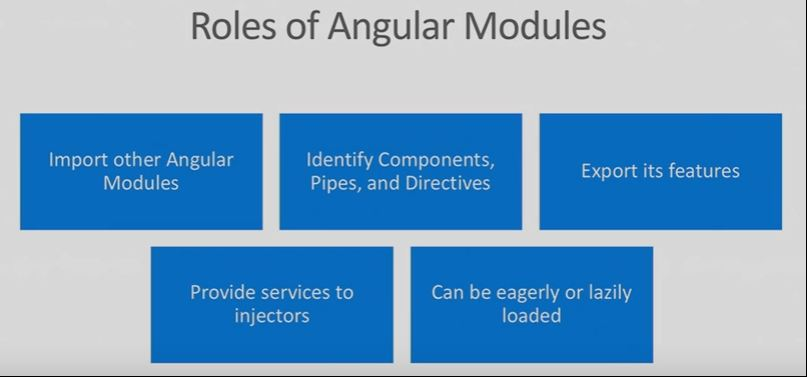 Roles of Angular Modules
Import other Angular
Modules
Identify Components,
Pipes, and Directives
Export its features
Provide services to
injectors
Can be eagerly or lazily
loaded